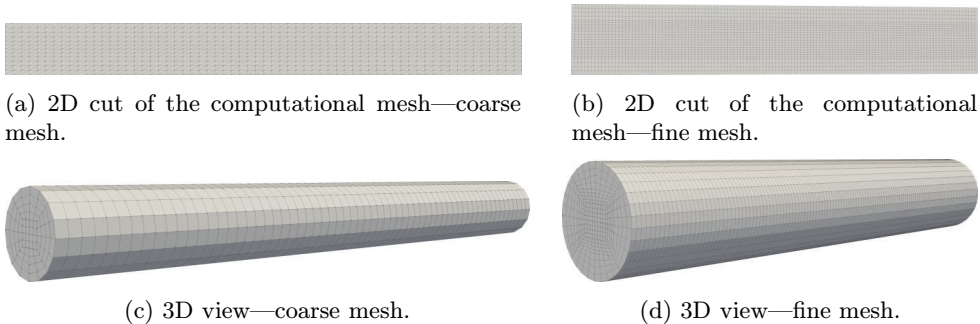 (a) 2D cut of the computational mesh—coarse
mesh.
(b) 2D cut of the computational
mesh—fine mesh.
(c) 3D view—coarse mesh.
(d) 3D view—fine mesh.